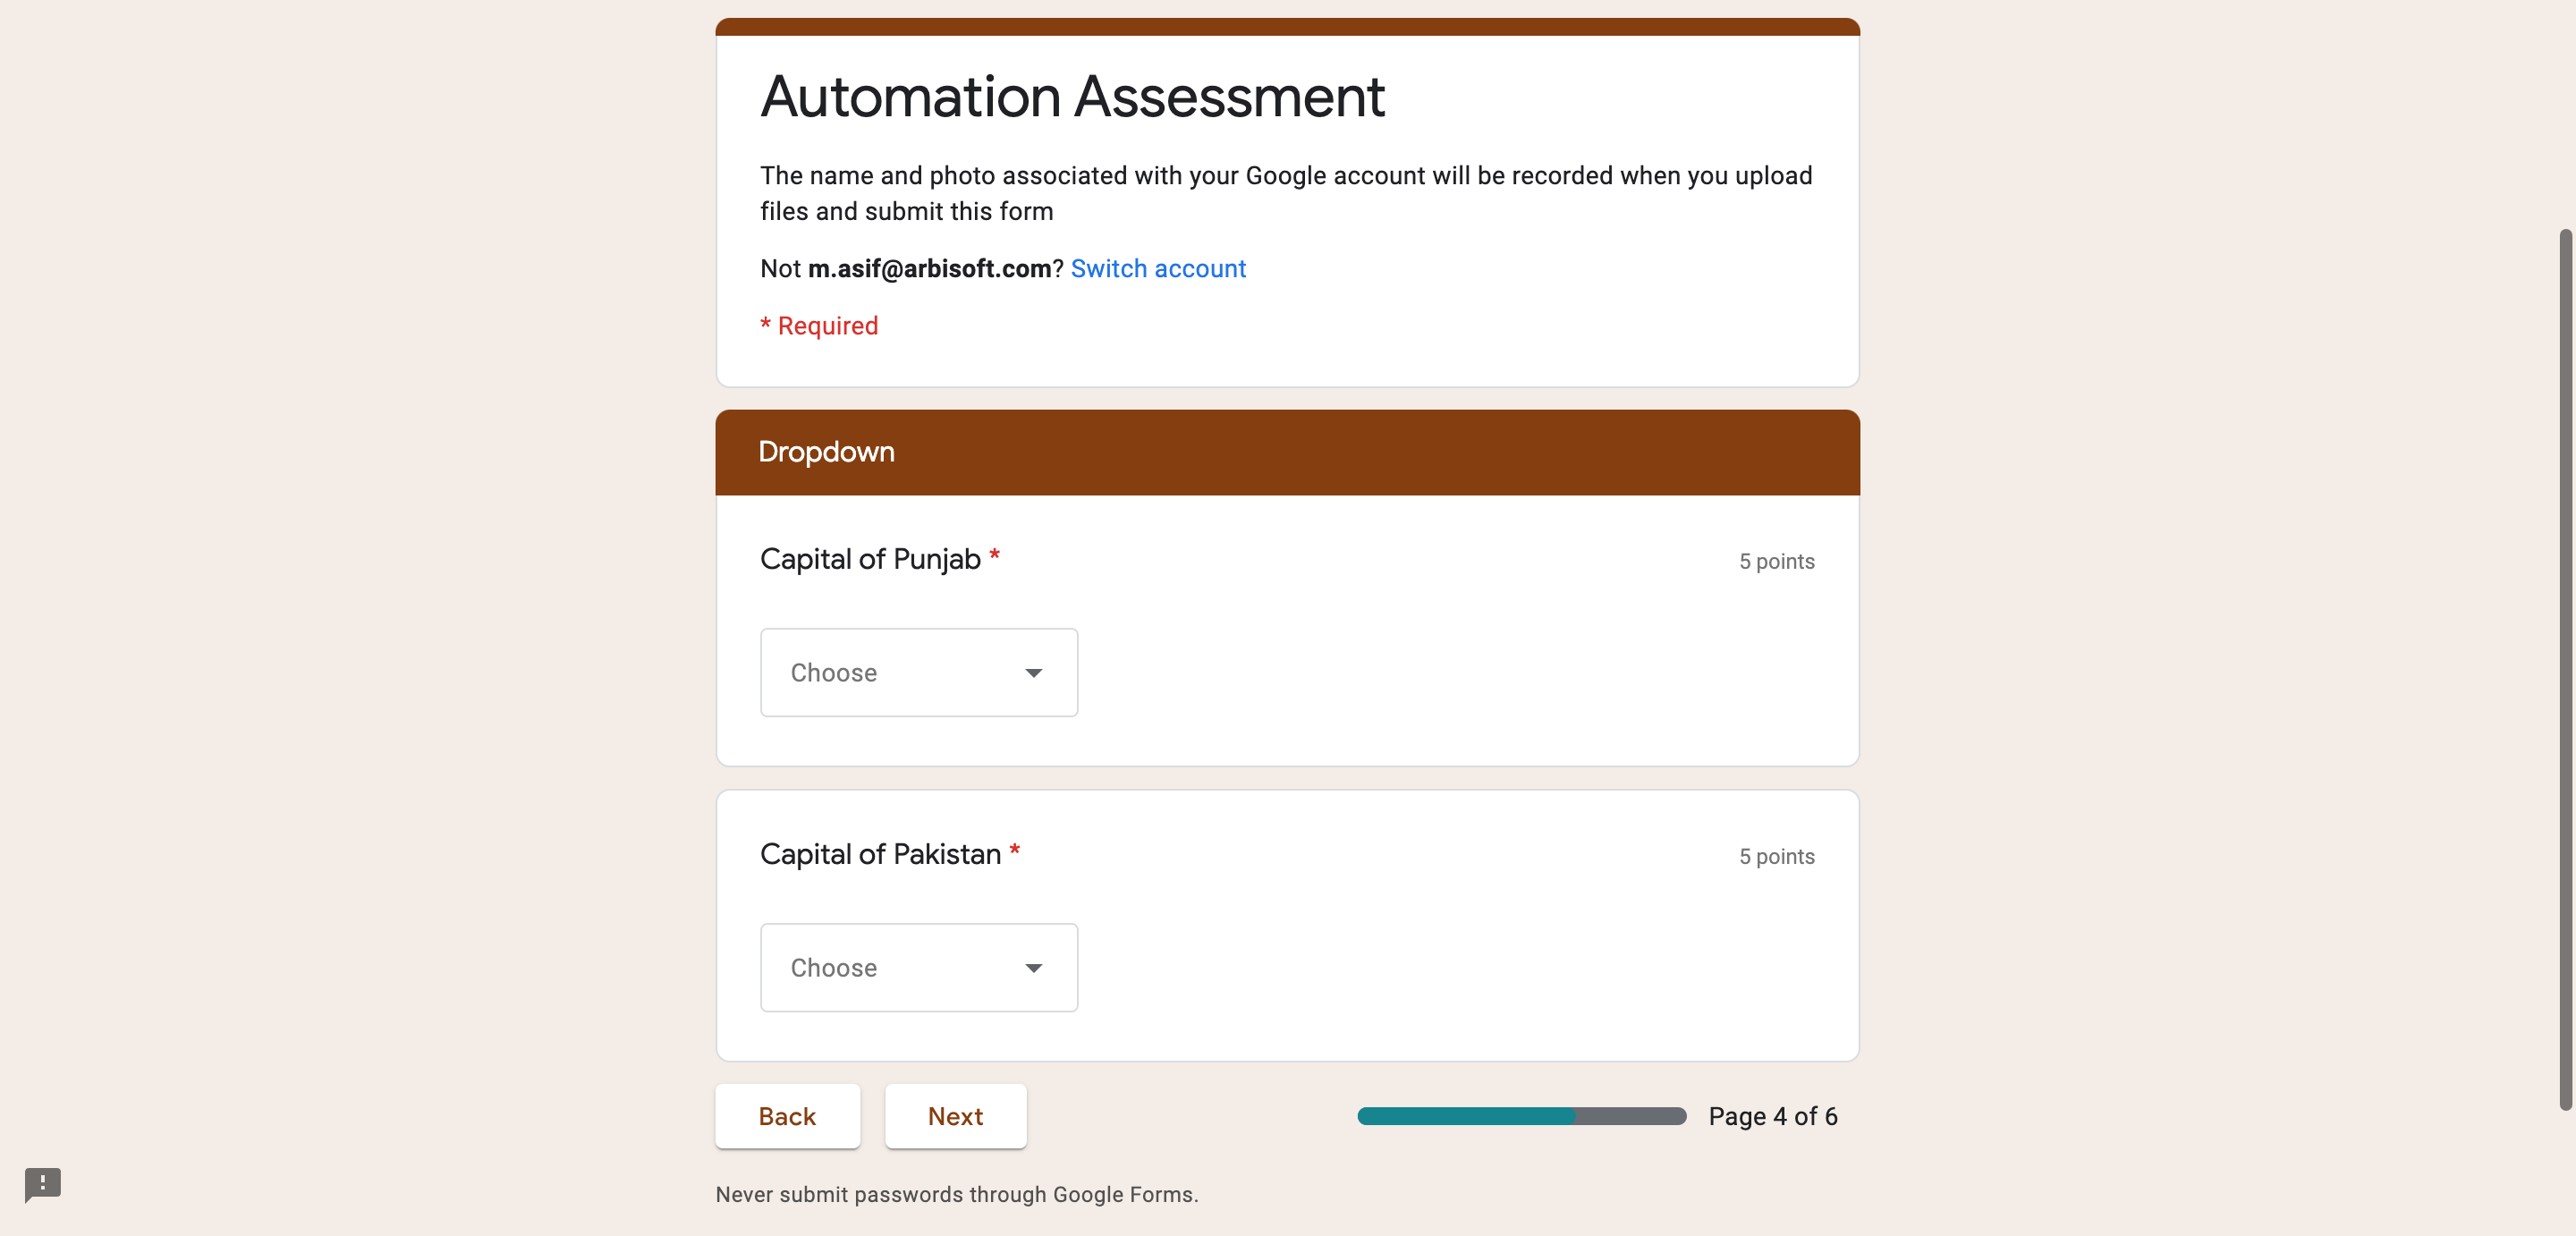 Automation Assessment
The name and photo associated with your Google account will be recorded when you upload
files and submit this form
Not m.asif@arbisoft.com? Switch account
* Required
Dropdown
Capital of Punjab *
5 points
Choose
Capital of Pakistan *
5 points
Choose
Back
Next
Page 4 of 6
Never submit passwords through Google Forms.